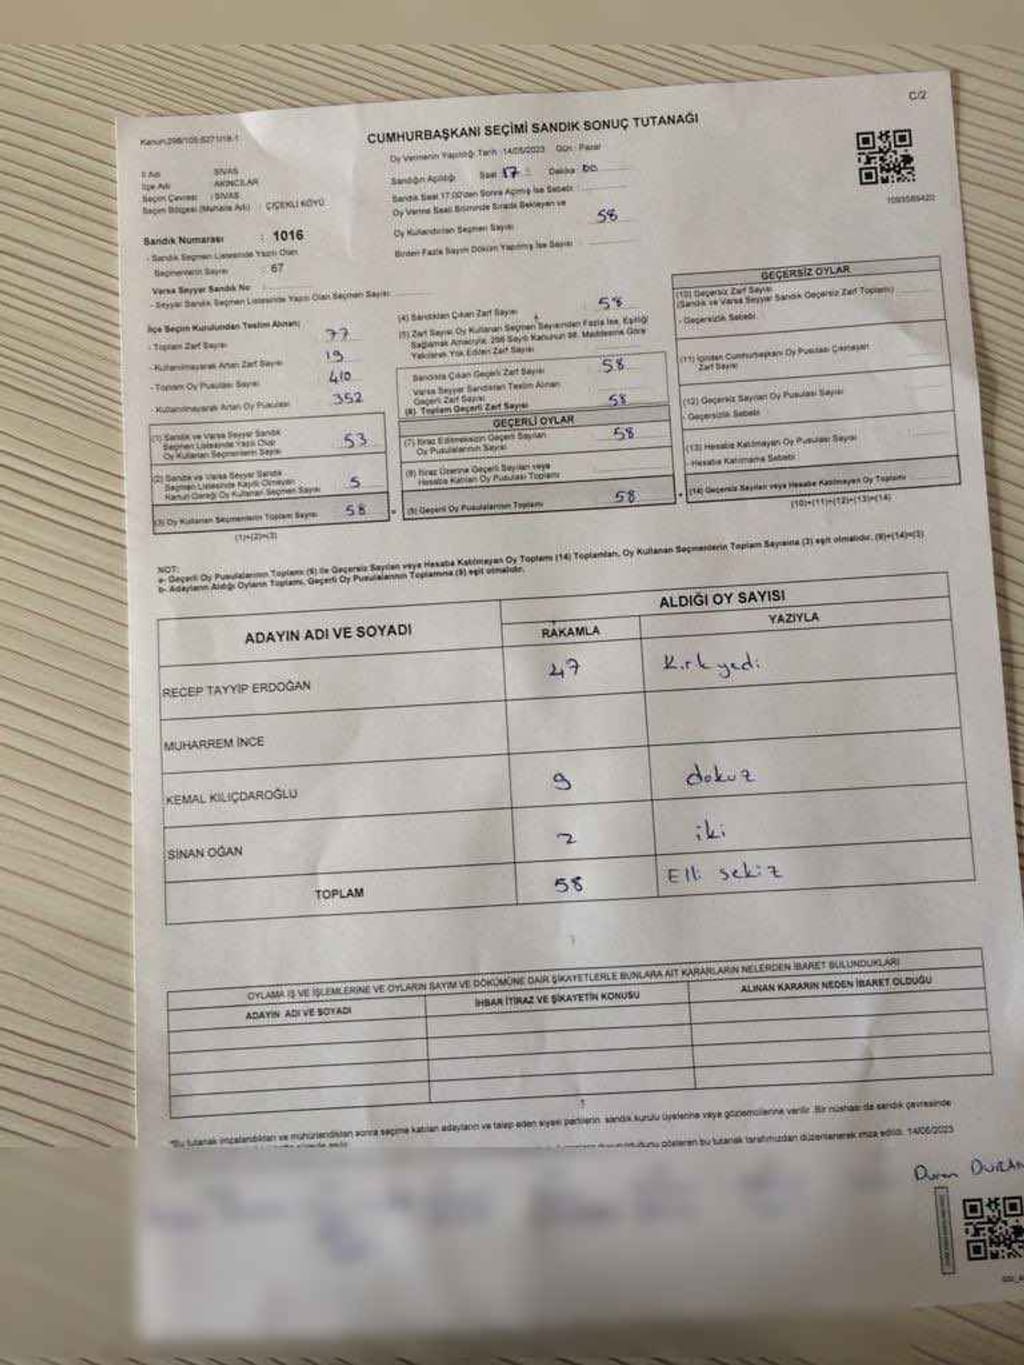 C/2
Kanun:298/105-6271/18-1
CUMHURBAŞKANI SEÇİMİ SANDIK SONUÇ TUTANAĞI
Oy Vermenin Yapıldığı Tarih : 14/05/2023 Gün : Pazar
İl Adı : SİVAS
İlçe Adı : AKINCILAR
Seçim Çevresi : SİVAS
Seçim Bölgesi (Mahalle Adı) : ÇİÇEKLİ KÖYÜ
Sandık Numarası : 1016
- Sandık Seçmen Listesinde Yazılı Olan
Seçmenlerin Sayısı : 67
Varsa Seyyar Sandık No :
- Seyyar Sandık Seçmen Listesinde Yazılı Olan Seçmen Sayısı:
Sandığın Açıldığı : Saat 17 : Dakika 00
Sandık Saat 17.00'den Sonra Açılmış İse Sebebi :
Oy Verme Saati Bitiminde Sırada Bekleyen ve
Oy Kullandırılan Seçmen Sayısı : 58
Birden Fazla Sayım Döküm Yapılmış İse Sayısı :
1093589420
İlçe Seçim Kurulundan Teslim Alınan;
- Toplam Zarf Sayısı : 77
- Kullanılmayarak Artan Zarf Sayısı : 19
- Toplam Oy Pusulası Sayısı : 410
- Kullanılmayarak Artan Oy Pusulası : 352
(1) Sandık ve Varsa Seyyar Sandık
Seçmen Listesinde Yazılı Olup
Oy Kullanan Seçmenlerin Sayısı : 53
(2) Sandık ve Varsa Seyyar Sandık
Seçmen Listesinde Kayıtlı Olmayan
Kanun Gereği Oy Kullanan Seçmen Sayısı : 5
(3) Oy Kullanan Seçmenlerin Toplam Sayısı : 58
(1)+(2)=(3)
(4) Sandıktan Çıkan Zarf Sayısı : 58
(5) Zarf Sayısı Oy Kullanan Seçmen Sayısından Fazla İse, Eşitliği
Sağlamak Amacıyla, 298 Sayılı Kanunun 98. Maddesine Göre
Yakılarak Yok Edilen Zarf Sayısı :
Sandıkta Çıkan Geçerli Zarf Sayısı : 58
Varsa Seyyar Sandıktan Teslim Alınan
Geçerli Zarf Sayısı :
(6) Toplam Geçerli Zarf Sayısı : 58
GEÇERLİ OYLAR
(7) İtiraz Edilmeksizin Geçerli Sayılan
Oy Pusulalarının Sayısı : 58
(8) İtiraz Üzerine Geçerli Sayılan veya
Hesaba Katılan Oy Pusulası Toplamı :
(9) Geçerli Oy Pusulalarının Toplamı : 58
GEÇERSİZ OYLAR
(10) Geçersiz Zarf Sayısı
(Sandık ve Varsa Seyyar Sandık Geçersiz Zarf Toplamı) :
- Geçersizlik Sebebi :
(11) İçinden Cumhurbaşkanı Oy Pusulası Çıkmayan
Zarf Sayısı :
(12) Geçersiz Sayılan Oy Pusulası Sayısı :
- Geçersizlik Sebebi :
(13) Hesaba Katılmayan Oy Pusulası Sayısı :
- Hesaba Katılmama Sebebi :
(14) Geçersiz Sayılan veya Hesaba Katılmayan Oy Toplamı :
(10)+(11)+(12)+(13)=(14)
NOT:
a- Geçerli Oy Pusulalarının Toplamı (9) ile Geçersiz Sayılan veya Hesaba Katılmayan Oy Toplamı (14) Toplamları, Oy Kullanan Seçmenlerin Toplam Sayısına (3) eşit olmalıdır. (9)+(14)=(3)
b- Adayların Aldığı Oyların Toplamı, Geçerli Oy Pusulalarının Toplamına (9) eşit olmalıdır.
ADAYIN ADI VE SOYADI ALDIĞI OY SAYISI
RAKAMLA YAZIYLA
RECEP TAYYİP ERDOĞAN 47 Kırkyedi
MUHARREM İNCE
KEMAL KILIÇDAROĞLU 9 dokuz
SİNAN OĞAN 2 iki
TOPLAM 58 Elli sekiz
OYLAMA İŞ VE İŞLEMLERİNE VE OYLARIN SAYIM VE DÖKÜMÜNE DAİR ŞİKAYETLERLE BUNLARA AİT KARARLARIN NELERDEN İBARET BULUNDUKLARI
ADAYIN ADI VE SOYADI İHBAR İTİRAZ VE ŞİKAYETİN KONUSU ALINAN KARARIN NEDEN İBARET OLDUĞU
*Bu tutanak imzalandıktan ve mühürlendikten sonra seçime katılan adayların ve talep eden siyasi partilerin sandık kurulu üyelerine veya gözlemcilerine verilir. Bir nüshası da sandık çevresinde
gösteren bu tutanak tarafımızdan düzenlenerek imza edildi. 14/05/2023
Duran DURAN